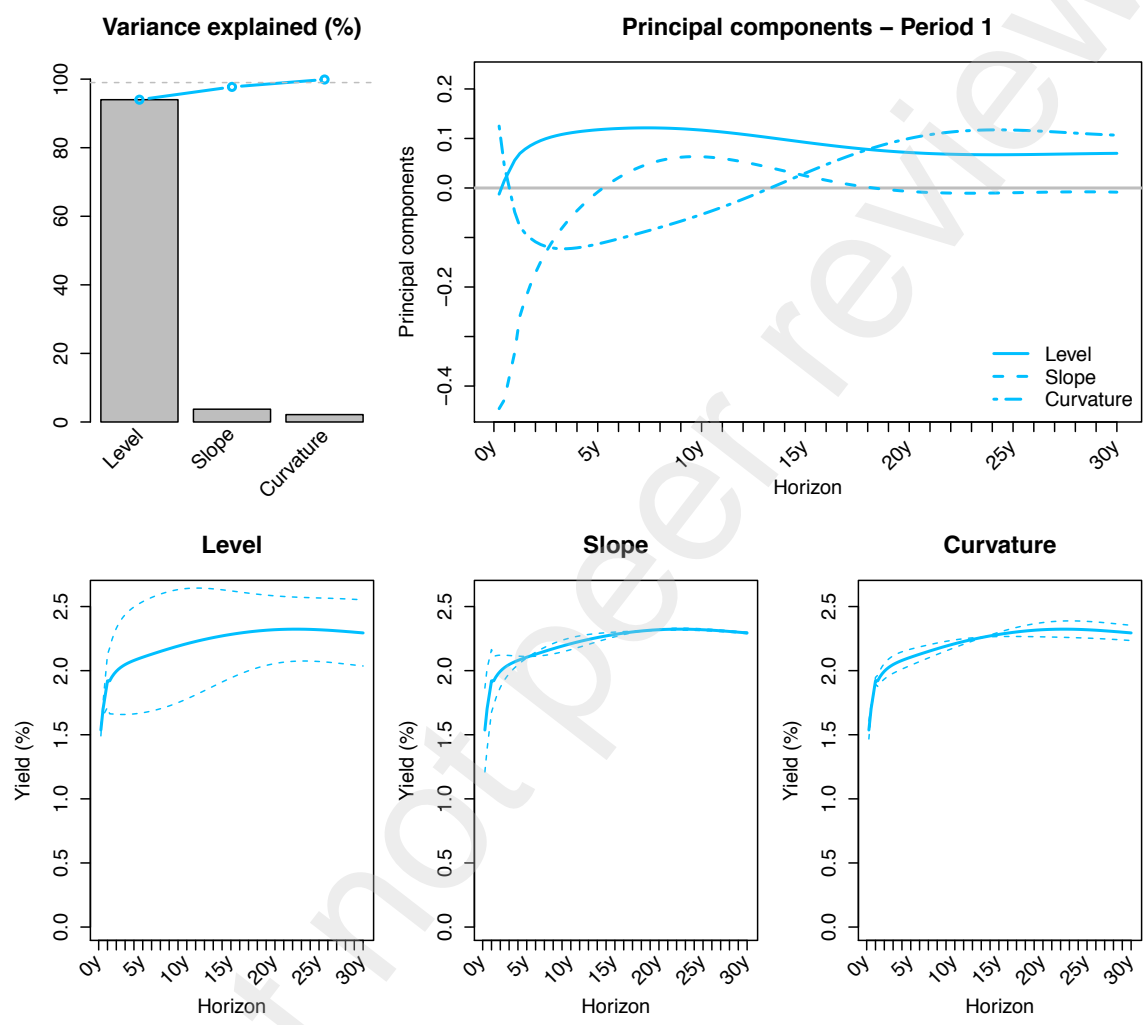 Variance explained (%)
100
80
60
40
20
0
Level
Slope
Curvature
Principal components – Period 1
Principal components
0.2
0.1
0.0
−0.2
−0.4
Level
Slope
Curvature
0y
5y
10y
15y
20y
25y
30y
Horizon
Level
Yield (%)
2.5
2.0
1.5
1.0
0.5
0.0
0y
5y
10y
15y
20y
25y
30y
Horizon
Slope
Yield (%)
2.5
2.0
1.5
1.0
0.5
0.0
0y
5y
10y
15y
20y
25y
30y
Horizon
Curvature
Yield (%)
2.5
2.0
1.5
1.0
0.5
0.0
0y
5y
10y
15y
20y
25y
30y
Horizon
not peer review